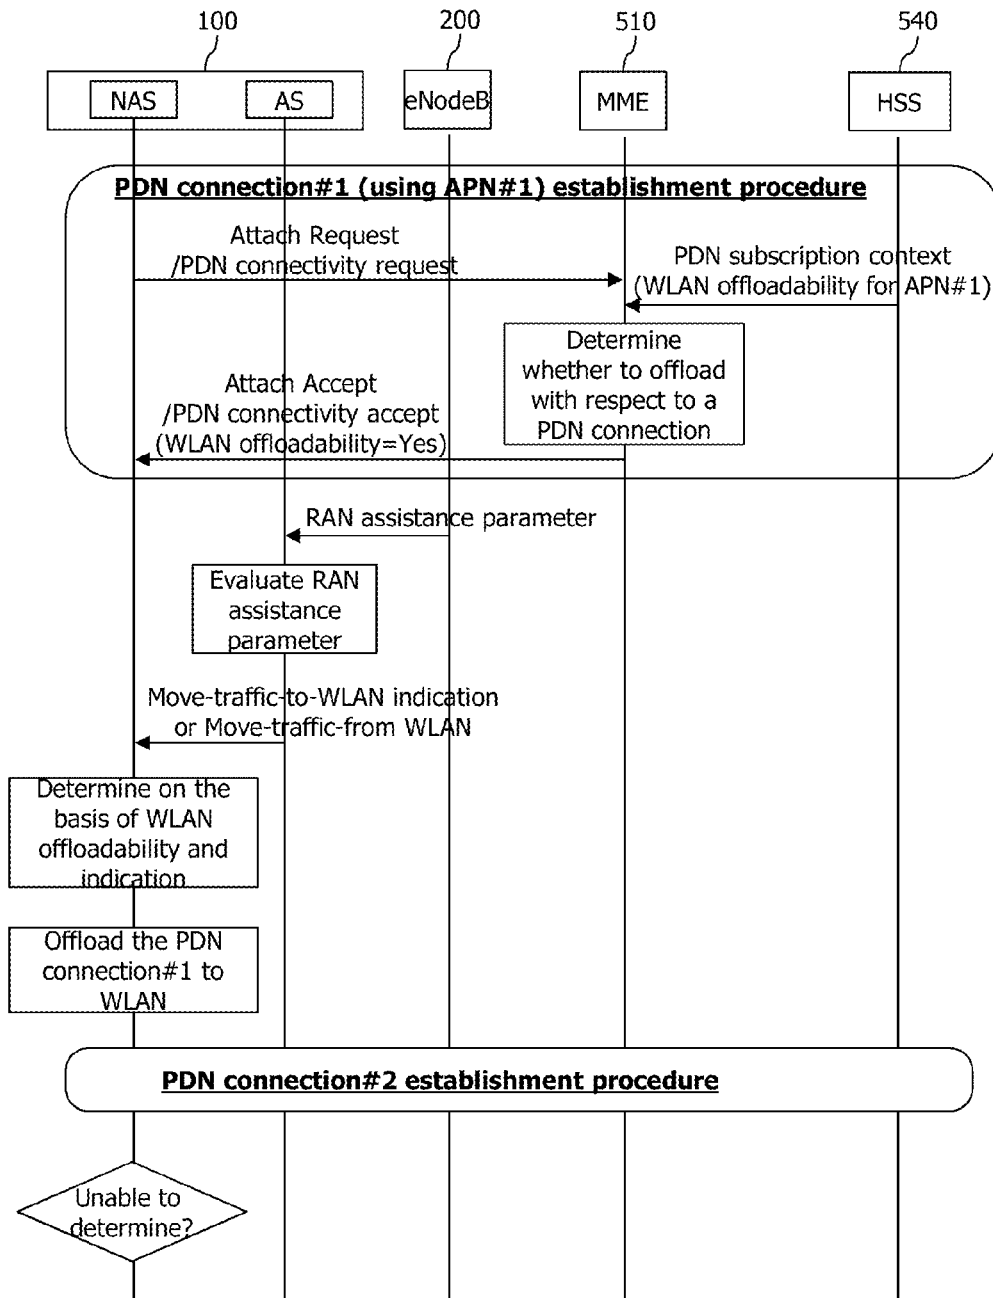 100
200
510
540
NAS
AS
eNodeB
MME
HSS
PDN connection#1 (using APN#1) establishment procedure
Attach Request
/PDN connectivity request
PDN subscription context
(WLAN offloadability for APN#1)
Determine
whether to offload
with respect to a
PDN connection
Attach Accept
/PDN connectivity accept
(WLAN offloadability=Yes)
RAN assistance parameter
Evaluate RAN
assistance
parameter
Move-traffic-to-WLAN indication
or Move-traffic-from WLAN
Determine on the
basis of WLAN
offloadability and
indication
Offload the PDN
connection#1 to
WLAN
PDN connection#2 establishment procedure
Unable to
determine?